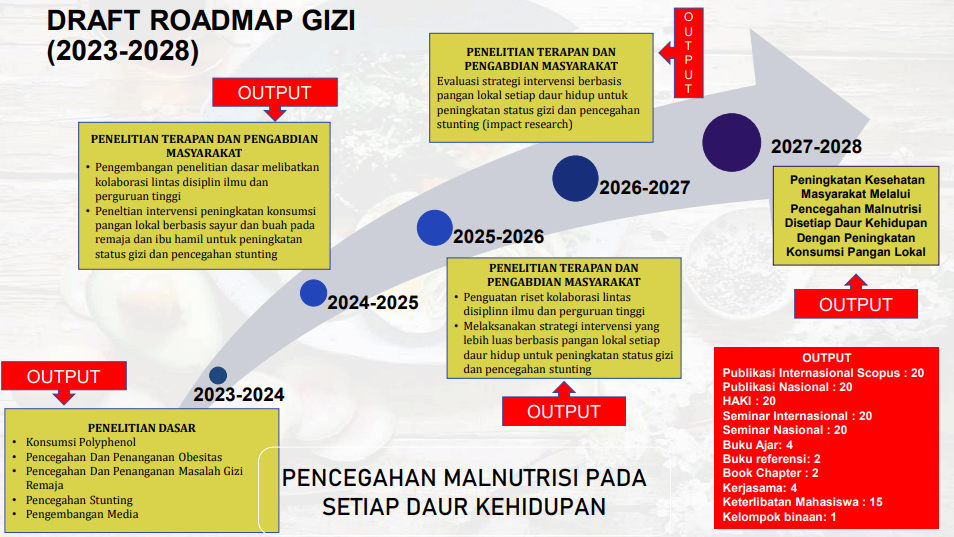 DRAFT ROADMAP GIZI
(2023-2028)
OUTPUT
PENELITIAN TERAPAN DAN PENGABDIAN
MASYARAKAT
• Pengembangan penelitian dasar melibatkan
kolaborasi lintas disiplin ilmu dan
perguruan tinggi
• Peneltian intervensi peningkatan konsumsi
pangan lokal berbasis sayur dan buah pada
remaja dan ibu hamil untuk peningkatan
status gizi dan pencegahan stunting
PENELITIAN TERAPAN DAN
PENGABDIAN MASYARAKAT
Evaluasi strategi intervensi berbasis
pangan lokal setiap daur hidup untuk
peningkatan status gizi dan pencegahan
stunting (impact research)
O
U
T
P
U
T
2027-2028
2026-2027
2025-2026
2024-2025
2023-2024
Peningkatan Kesehatan
Masyarakat Melalui
Pencegahan Malnutrisi
Disetiap Daur Kehidupan
Dengan Peningkatan
Konsumsi Pangan Lokal
OUTPUT
PENELITIAN TERAPAN DAN
PENGABDIAN MASYARAKAT
• Penguatan riset kolaborasi lintas
disiplinn ilmu dan perguruan tinggi
• Melaksanakan strategi intervensi yang
lebih luas berbasis pangan lokal setiap
daur hidup untuk peningkatan status gizi
dan pencegahan stunting
OUTPUT
OUTPUT
PENELITIAN DASAR
• Konsumsi Polyphenol
• Pencegahan Dan Penanganan Obesitas
• Pencegahan Dan Penanganan Masalah Gizi
Remaja
• Pencegahan Stunting
• Pengembangan Media
PENCEGAHAN MALNUTRISI PADA
SETIAP DAUR KEHIDUPAN
OUTPUT
Publikasi Internasional Scopus : 20
Publikasi Nasional : 20
HAKI : 20
Seminar Internasional : 20
Seminar Nasional : 20
Buku Ajar: 4
Buku referensi: 2
Book Chapter : 2
Kerjasama: 4
Keterlibatan Mahasiswa : 15
Kelompok binaan: 1